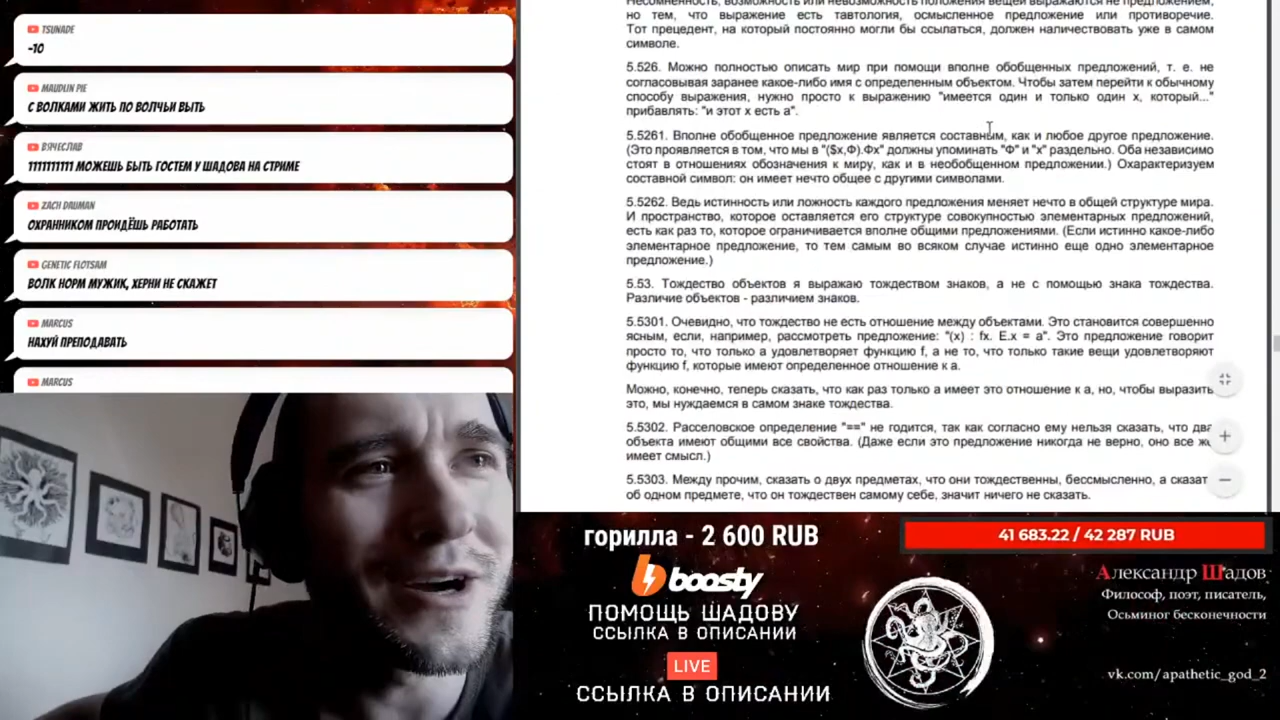 TSUNADE
-10
MAUDLIN PIE
С ВОЛКАМИ ЖИТЬ ПО ВОЛЧЬИ ВЫТЬ
ВЯЧЕСЛАВ
1111111111 МОЖЕШЬ БЫТЬ ГОСТЕМ У ШАДОВА НА СТРИМЕ
ZACH DAUMAN
ОХРАННИКОМ ПРОЙДЁШЬ РАБОТАТЬ
GENETIC FLOTSAM
ВОЛК НОРМ МУЖИК, ХЕРНИ НЕ СКАЖЕТ
MARCUS
НАХУЙ ПРЕПОДАВАТЬ
MARCUS
Несомненность, возможность или невозможность положения вещей выражаются не предложением,
но тем, что выражение есть тавтология, осмысленное предложение или противоречие.
Тот прецедент, на который постоянно могли бы ссылаться, должен наличествовать уже в самом
символе.
5.526. Можно полностью описать мир при помощи вполне обобщенных предложений, т. е. не
согласовывая заранее какое-либо имя с определенным объектом. Чтобы затем перейти к обычному
способу выражения, нужно просто к выражению "имеется один и только один x, который..."
прибавлять: "и этот x есть a".
5.5261. Вполне обобщенное предложение является составным, как и любое другое предложение.
(Это проявляется в том, что мы в "($x,Ф).Фx" должны упоминать "Ф" и "x" раздельно. Оба независимо
стоят в отношениях обозначения к миру, как и в необобщенном предложении.) Охарактеризуем
составной символ: он имеет нечто общее с другими символами.
5.5262. Ведь истинность или ложность каждого предложения меняет нечто в общей структуре мира.
И пространство, которое оставляется его структуре совокупностью элементарных предложений,
есть как раз то, которое ограничивается вполне общими предложениями. (Если истинно какое-либо
элементарное предложение, то тем самым во всяком случае истинно еще одно элементарное
предложение.)
5.53. Тождество объектов я выражаю тождеством знаков, а не с помощью знака тождества.
Различие объектов - различием знаков.
5.5301. Очевидно, что тождество не есть отношение между объектами. Это становится совершенно
ясным, если, например, рассмотреть предложение: "(x) : fx. E.x = a". Это предложение говорит
просто то, что только a удовлетворяет функцию f, а не то, что только такие вещи удовлетворяют
функцию f, которые имеют определенное отношение к a.
Можно, конечно, теперь сказать, что как раз только a имеет это отношение к a, но, чтобы выразить
это, мы нуждаемся в самом знаке тождества.
5.5302. Расселовское определение "==" не годится, так как согласно ему нельзя сказать, что два
объекта имеют общими все свойства. (Даже если это предложение никогда не верно, оно все же
имеет смысл.)
5.5303. Между прочим, сказать о двух предметах, что они тождественны, бессмысленно, а сказат
об одном предмете, что он тождествен самому себе, значит ничего не сказать.
горилла - 2 600 RUB
boosty
ПОМОЩЬ ШАДОВУ
ССЫЛКА В ОПИСАНИИ
LIVE
ССЫЛКА В ОПИСАНИИ
41 683.22 / 42 287 RUB
Александр Шадов
Философ, поэт, писатель,
Осьминог бесконечности
vk.com/apathetic_god_2